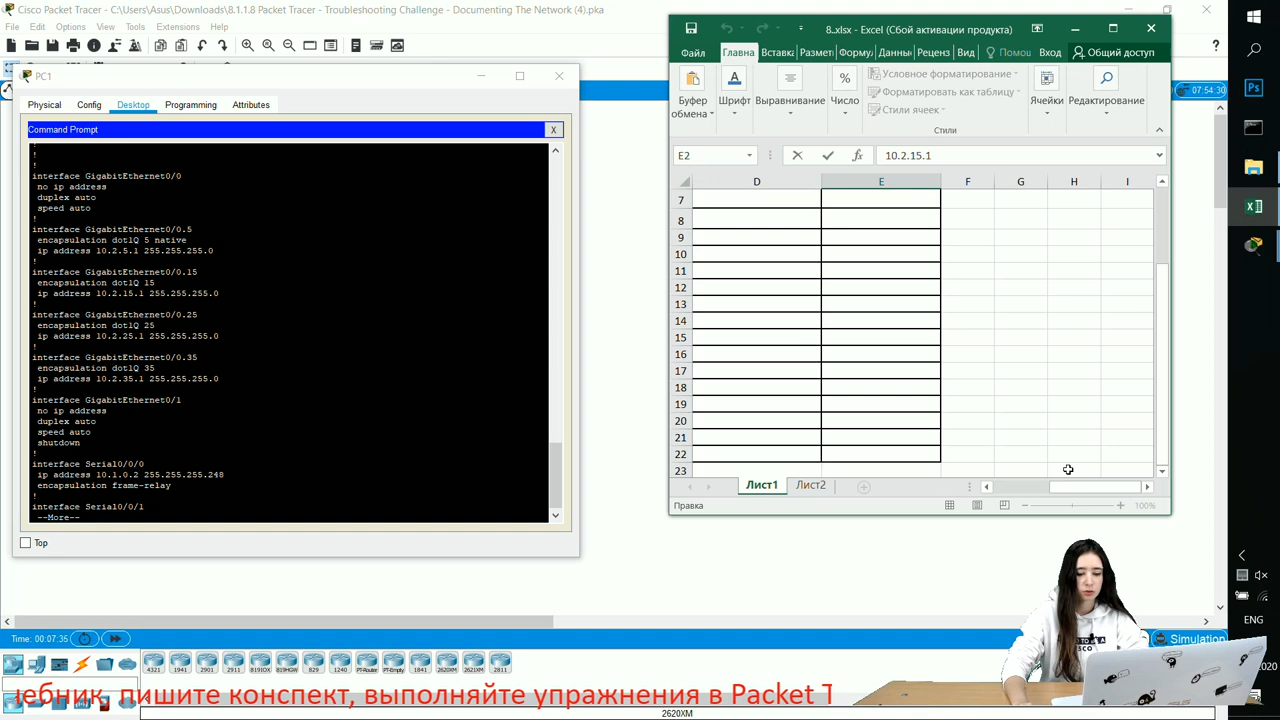 Cisco Packet Tracer - C:\Users\Asus\Downloads\8.1.1.8 Packet Tracer - Troubleshooting Challenge - Documenting The Network (4).pka
File Edit Options View Tools Extensions Help
PC1
Physical Config Desktop Programming Attributes
Command Prompt X
!
!
!
interface GigabitEthernet0/0
no ip address
duplex auto
speed auto
!
interface GigabitEthernet0/0.5
encapsulation dot1Q 5 native
ip address 10.2.5.1 255.255.255.0
!
interface GigabitEthernet0/0.15
encapsulation dot1Q 15
ip address 10.2.15.1 255.255.255.0
!
interface GigabitEthernet0/0.25
encapsulation dot1Q 25
ip address 10.2.25.1 255.255.255.0
!
interface GigabitEthernet0/0.35
encapsulation dot1Q 35
ip address 10.2.35.1 255.255.255.0
!
interface GigabitEthernet0/1
no ip address
duplex auto
speed auto
shutdown
!
interface Serial0/0/0
ip address 10.1.0.2 255.255.255.248
encapsulation frame-relay
!
interface Serial0/0/1
--More--
Top
8..xlsx - Excel (Сбой активации продукта)
Файл Главна Вставка Размет Формул Данны Реценз Вид Помощ Вход Общий доступ
Буфер обмена Шрифт Выравнивание Число
Условное форматирование
Форматировать как таблицу
Стили ячеек
Стили
Ячейки Редактирование
E2 fx 10.2.15.1
D E F G H I
7
8
9
10
11
12
13
14
15
16
17
18
19
20
21
22
23
Лист1 Лист2
Правка 100%
07:54:30
Ps
ENG
2020
Time: 00:07:35
Simulation
4321 1941 2901 2911 819IOX 819HGW 829 1240 PT-Router PT-Empty 1841 2620XM 2621XM 2811
ебник, пишите конспект, выполняйте упражнения в Packet T
2620XM